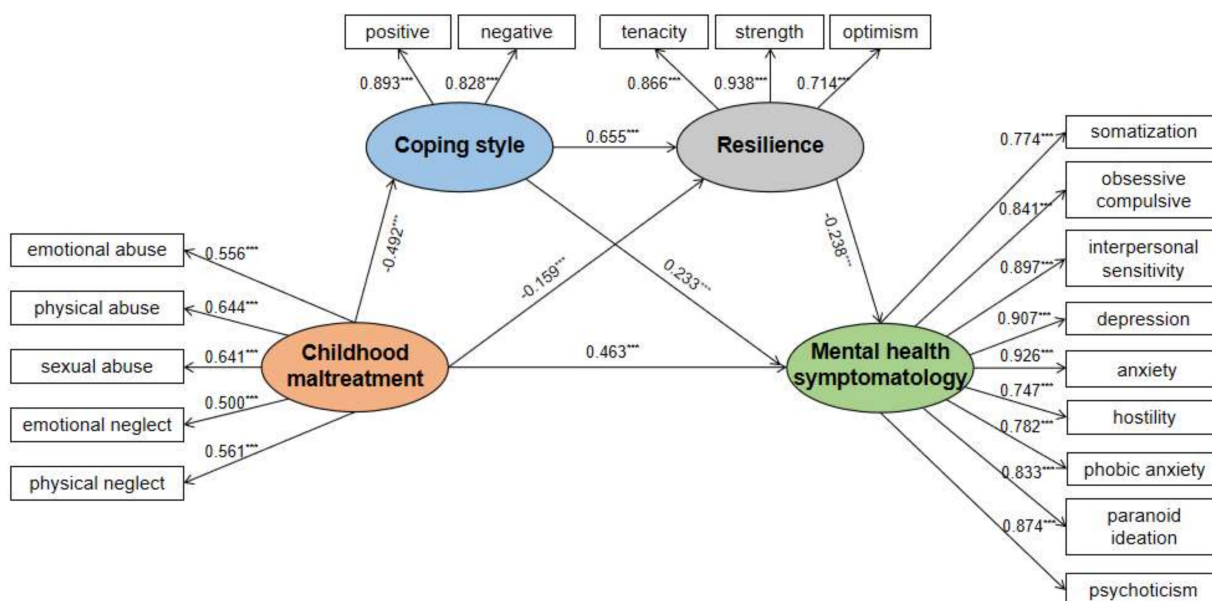 positive
negative
tenacity
strength
optimism
0.893***
0.828***
0.866***
0.938***
0.714***
Coping style
0.655***
Resilience
0.774***
somatization
0.841***
obsessive
compulsive
-0.492***
-0.159***
0.233***
-0.238***
0.897***
interpersonal
sensitivity
emotional abuse
0.556***
physical abuse
0.644***
sexual abuse
0.641***
emotional neglect
0.500***
physical neglect
0.561***
Childhood
maltreatment
0.463***
Mental health
symptomatology
0.907***
depression
0.926***
anxiety
0.747***
hostility
0.782***
phobic anxiety
0.833***
paranoid
ideation
0.874***
psychoticism